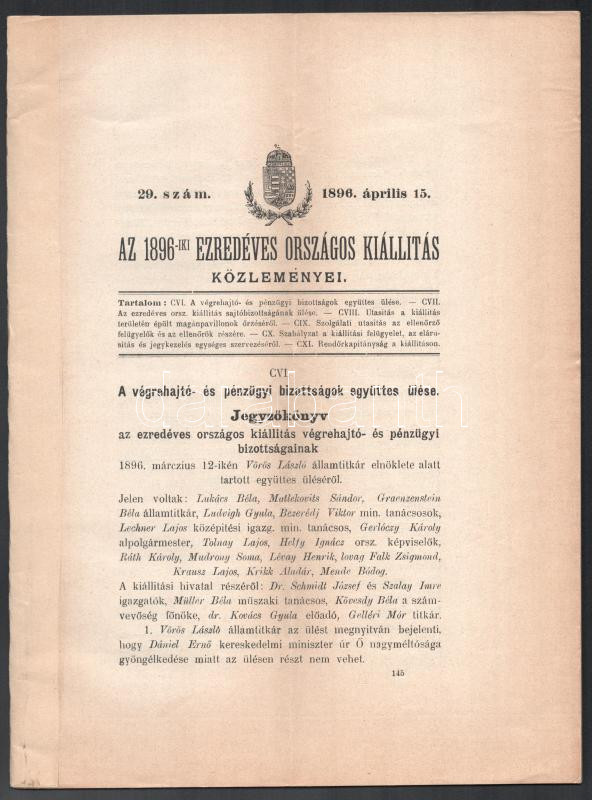 29. szám.
1896. április 15.
AZ 1896-IKI EZREDÉVES ORSZÁGOS KIÁLLITÁS
KÖZLEMÉNYEI.
Tartalom: CVI. A végrehajtó- és pénzügyi bizottságok együttes ülése. — CVII.
Az ezredéves orsz. kiállitás sajtóbizottságának ülése. — CVIII. Utasitás a kiállitás
területén épült magánpavillonok őrzéséről. — CIX. Szolgálati utasitás az ellenőrző
felügyelők és az ellenőrök részére. — CX. Szabályzat a kiállitási felügyelet, az eláru-
sitás és jegykezelés egységes szervezéséről. — CXI. Rendőrkapitányság a kiállitáson.
CVI.
A végrehajtó- és pénzügyi bizottságok együttes ülése.
Jegyzőkönyv
az ezredéves országos kiállitás végrehajtó- és pénzügyi
bizottságainak
1896. márczius 12-ikén Vörös László államtitkár elnöklete alatt
tartott együttes üléséről.
Jelen voltak: Lukács Béla, Matlekovits Sándor, Graenzenstein
Béla államtitkár, Ludvigh Gyula, Bezerédj Viktor min. tanácsosok,
Lechner Lajos középitési igazg. min. tanácsos, Gerlóczy Károly
alpolgármester, Tolnay Lajos, Helfy Ignácz orsz. képviselők,
Ráth Károly, Mudrony Soma, Lévay Henrik, lovag Falk Zsigmond,
Krausz Lajos, Krikk Aladár, Mende Bódog.
A kiállitási hivatal részéről: Dr. Schmidt József és Szalay Imre
igazgatók, Müller Béla műszaki tanácsos, Kövesdy Béla a szám-
vevőség főnöke, dr. Kovács Gyula előadó, Gelléri Mór titkár.
1. Vörös László államtitkár az ülést megnyitván bejelenti,
hogy Dániel Ernő kereskedelmi miniszter úr Ő nagyméltósága
gyöngélkedése miatt az ülésen részt nem vehet.
145
darabanth